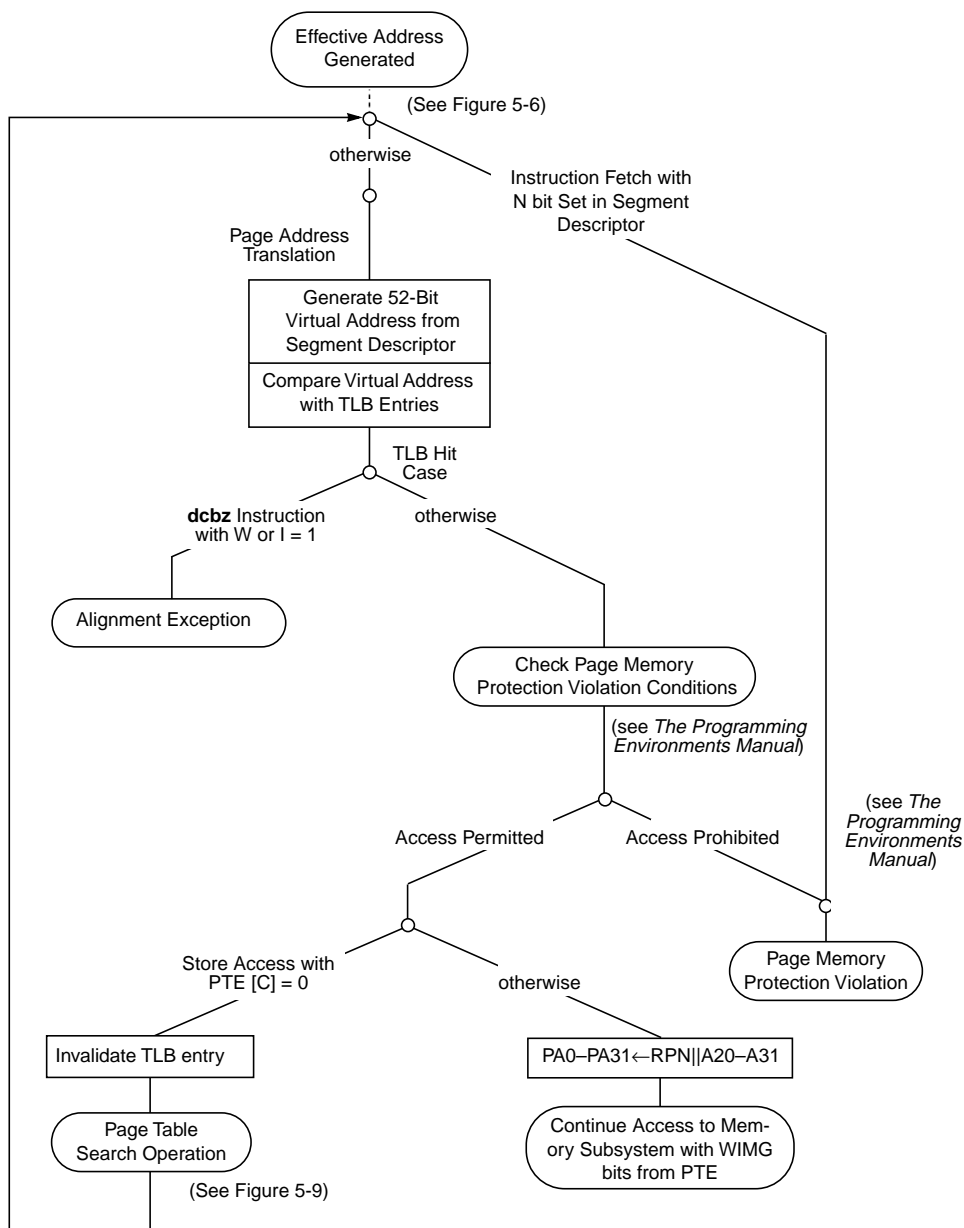 Effective Address
Generated
(See Figure 5-6)
otherwise
Instruction Fetch with
N bit Set in Segment
Descriptor
Page Address
Translation
Generate 52-Bit
Virtual Address from
Segment Descriptor
Compare Virtual Address
with TLB Entries
TLB Hit
Case
dcbz Instruction
with W or I = 1
otherwise
Alignment Exception
Check Page Memory
Protection Violation Conditions
(see The Programming
Environments Manual)
(see The
Programming
Environments
Manual)
Access Permitted
Access Prohibited
Store Access with
PTE [C] = 0
otherwise
Page Memory
Protection Violation
Invalidate TLB entry
PA0–PA31←RPN||A20–A31
Page Table
Search Operation
Continue Access to Mem-
ory Subsystem with WIMG
bits from PTE
(See Figure 5-9)